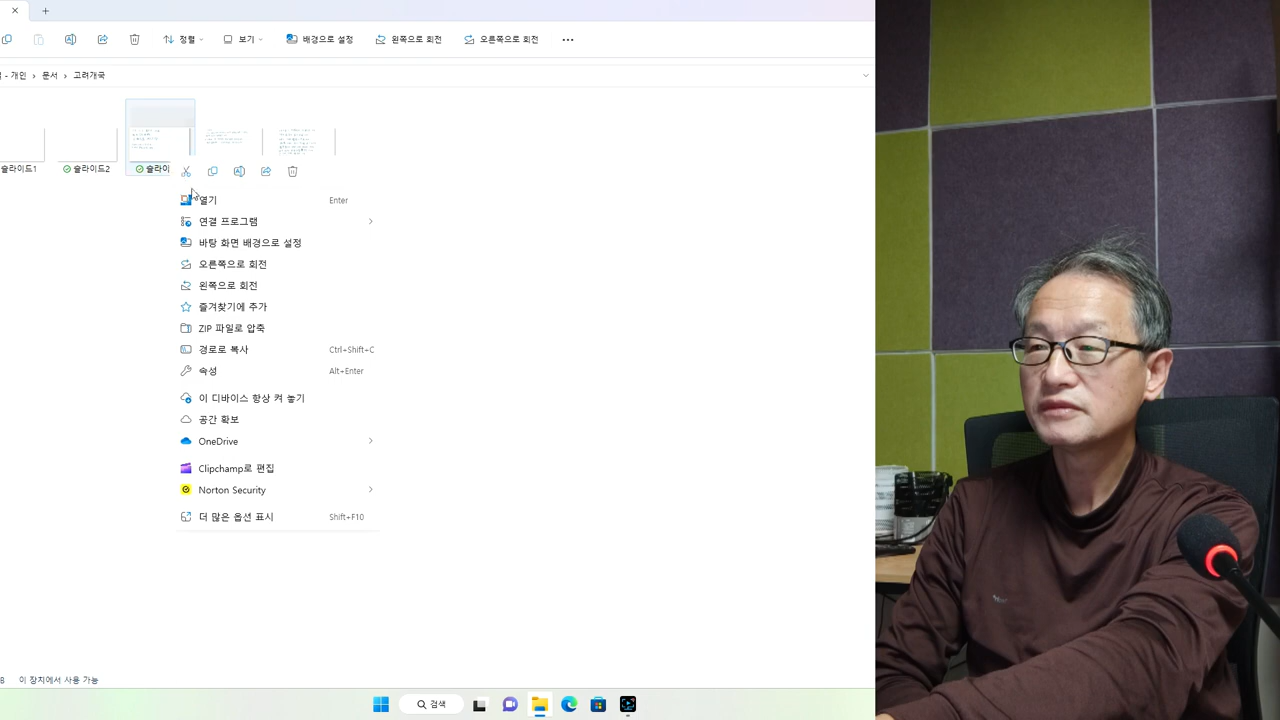 정렬
보기
배경으로 설정
왼쪽으로 회전
오른쪽으로 회전
- 개인 > 문서 > 고려개국
슬라이드1
슬라이드2
슬라이
열기 Enter
연결 프로그램
바탕 화면 배경으로 설정
오른쪽으로 회전
왼쪽으로 회전
즐겨찾기에 추가
ZIP 파일로 압축
경로로 복사 Ctrl+Shift+C
속성 Alt+Enter
이 디바이스 항상 켜 놓기
공간 확보
OneDrive
Clipchamp로 편집
Norton Security
더 많은 옵션 표시 Shift+F10
이 장치에서 사용 가능
검색